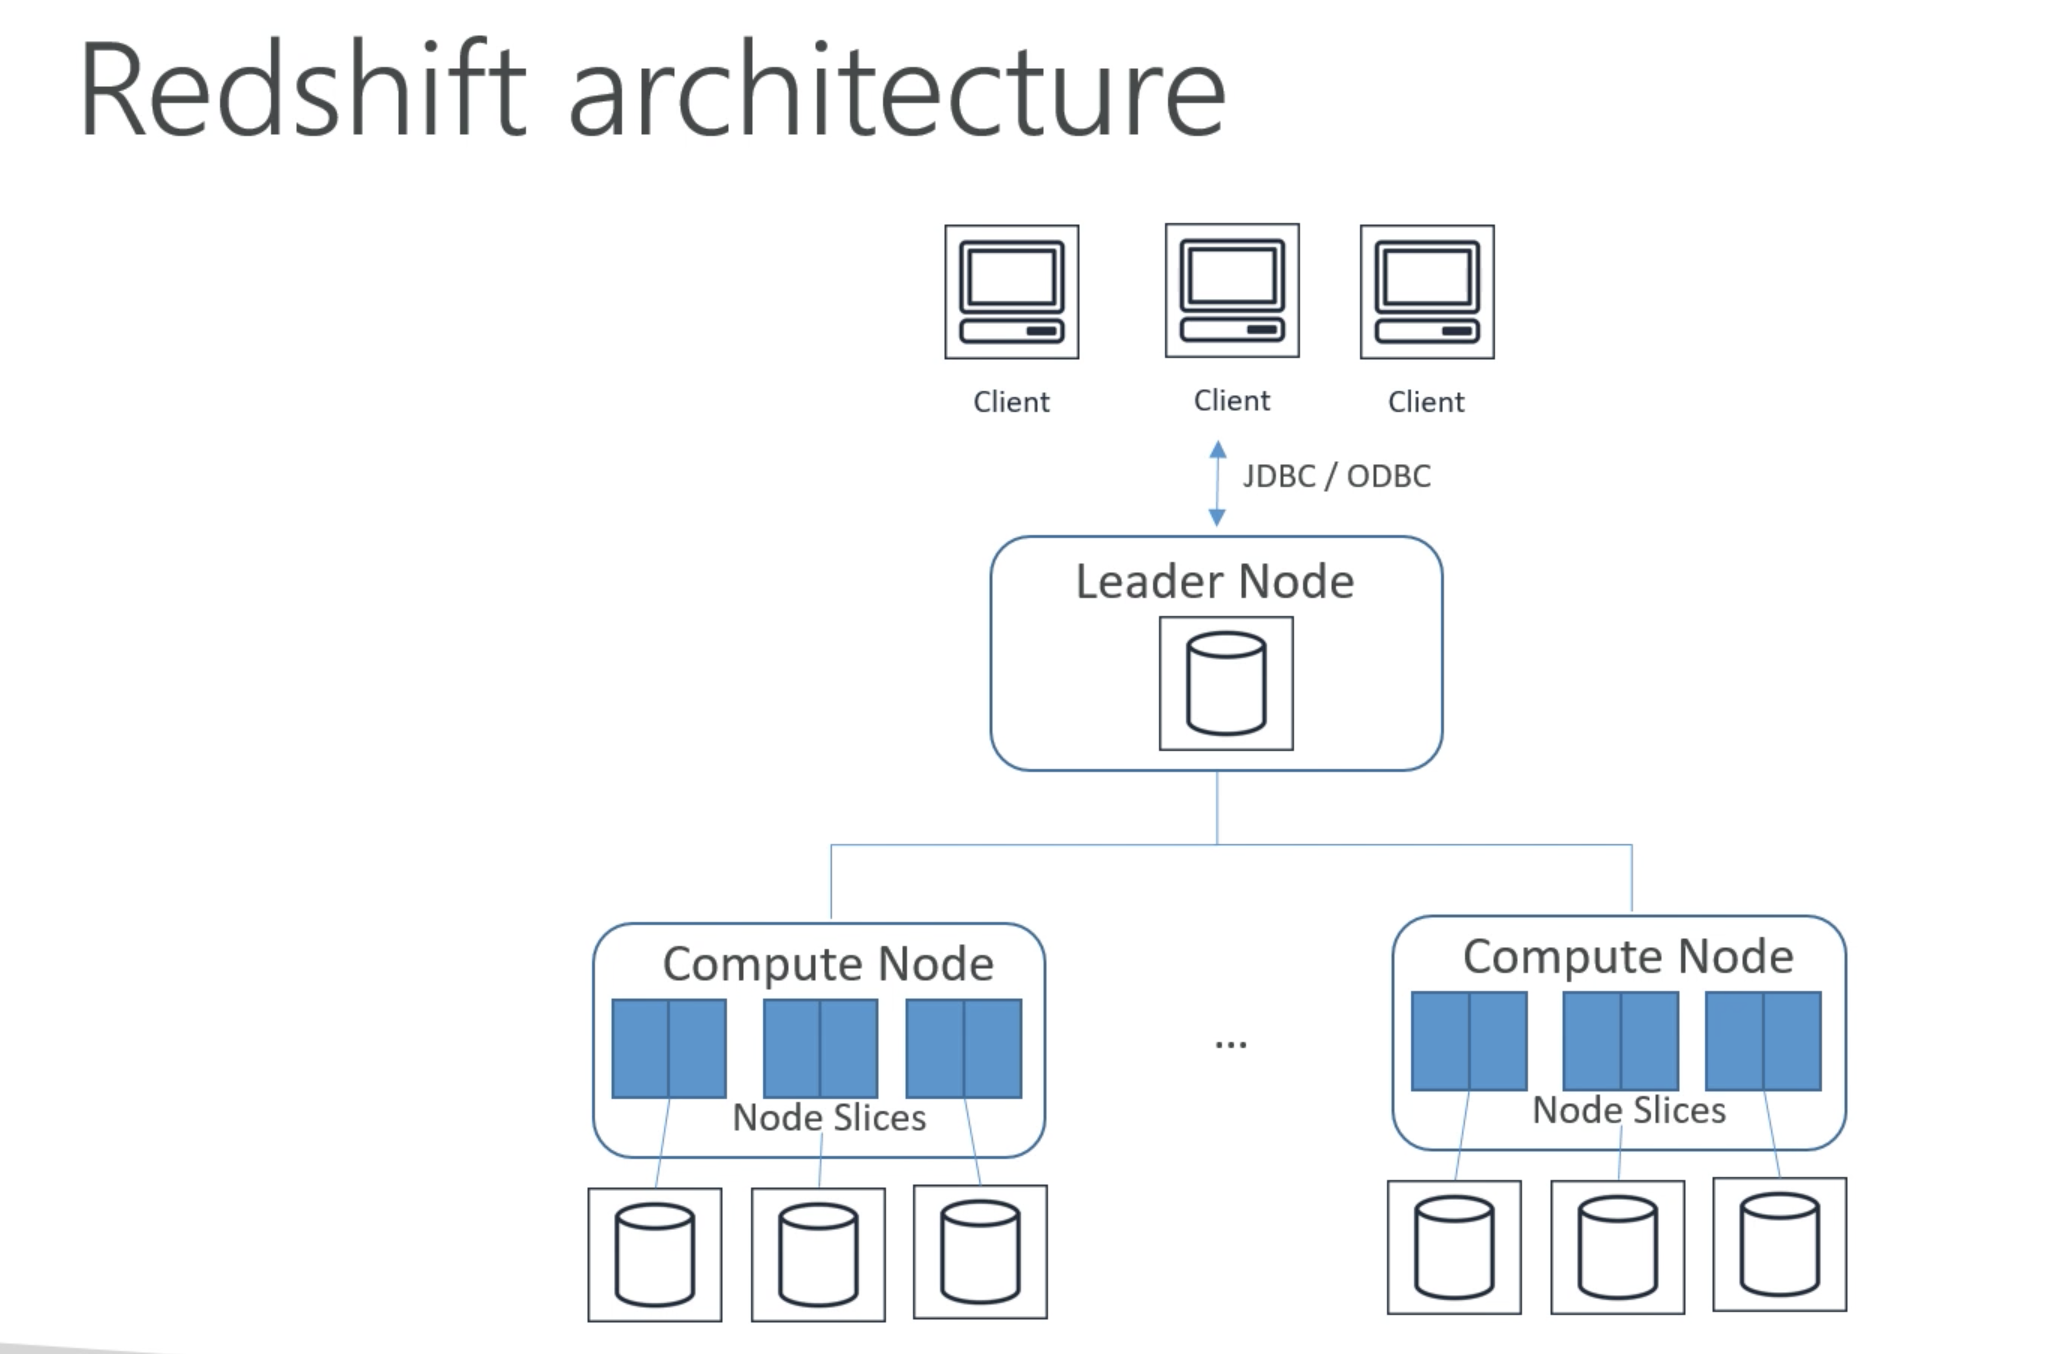 Redshift architecture
Client
Client
Client
JDBC / ODBC
Leader Node
Compute Node
Node Slices
...
Compute Node
Node Slices